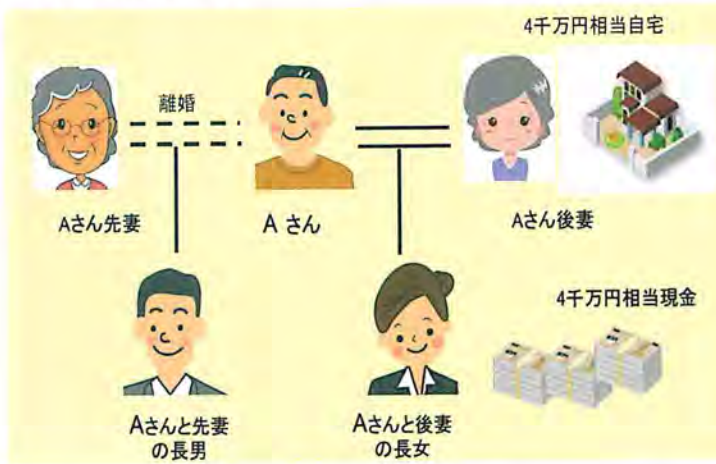 4千万円相当自宅
離婚
Aさん先妻
Aさん
Aさん後妻
4千万円相当現金
Aさんと先妻
の長男
Aさんと後妻
の長女